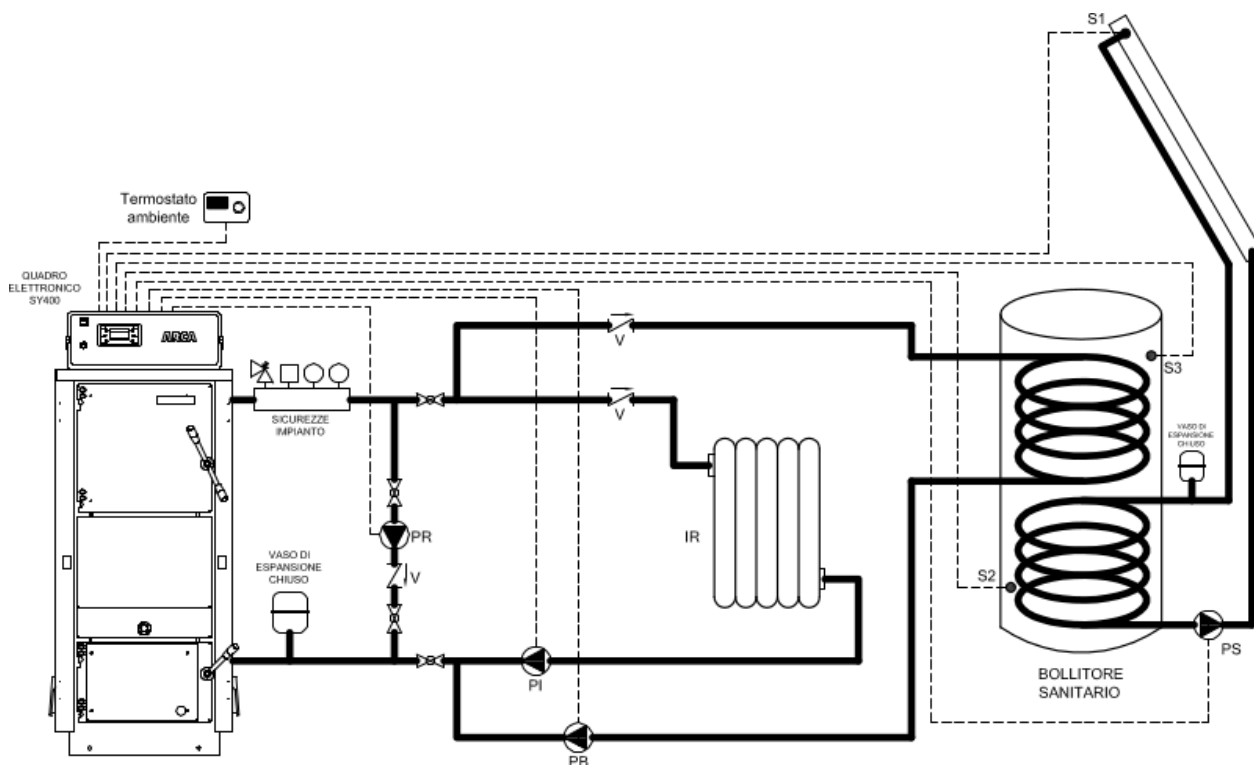 S1
Termostato
ambiente
QUADRO
ELETTRONICO
SY400
ARCA
V
S3
V
SICUREZZE
IMPIANTO
VASO DI
ESPANSIONE
CHIUSO
PR
IR
VASO DI
ESPANSIONE
CHIUSO
V
S2
PS
PI
BOLLITORE
SANITARIO
PB